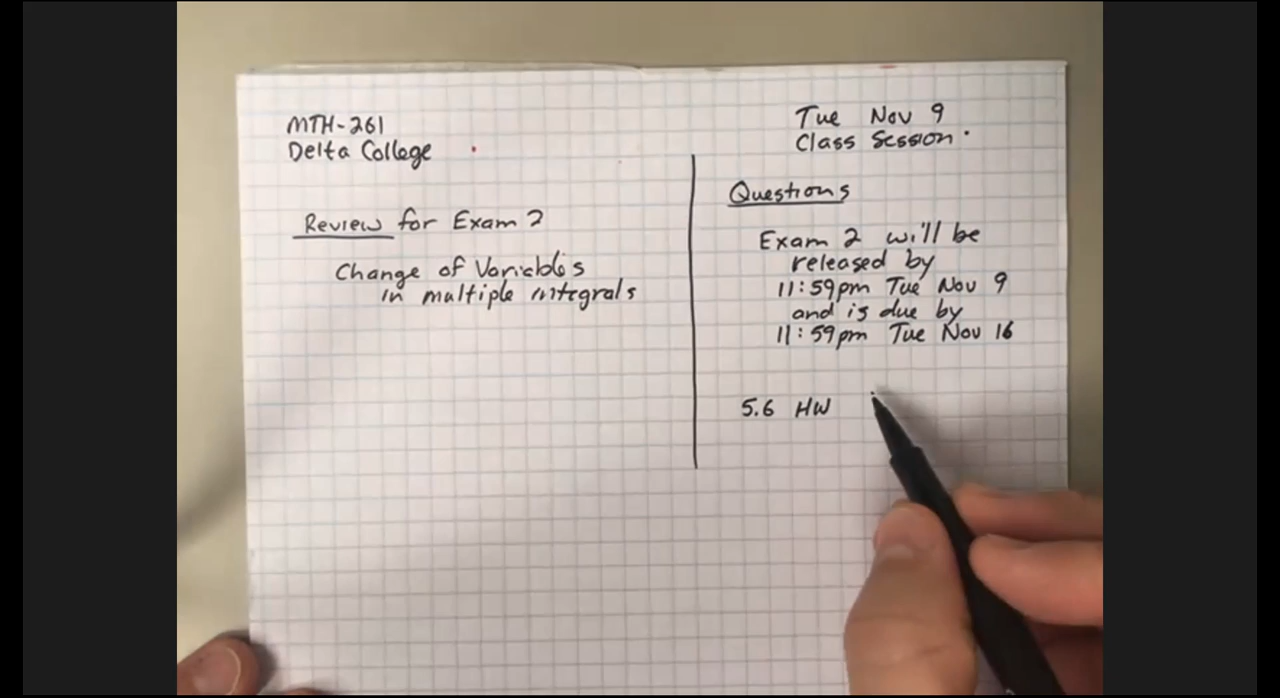 MTH-261
Delta College
Tue Nov 9
Class Session
Review for Exam 2
Change of Variables
in multiple integrals
Questions
Exam 2 will be
released by
11:59pm Tue Nov 9
and is due by
11:59pm Tue Nov 16
5.6 HW